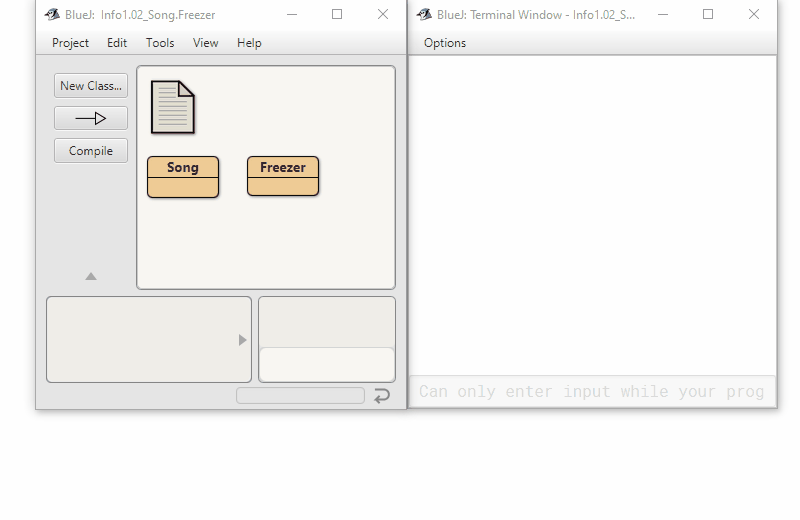 BlueJ: Info1.02_Song.Freezer
Project Edit Tools View Help
New Class...
Compile
Song
Freezer
BlueJ: Terminal Window - Info1.02_S...
Options
Can only enter input while your prog